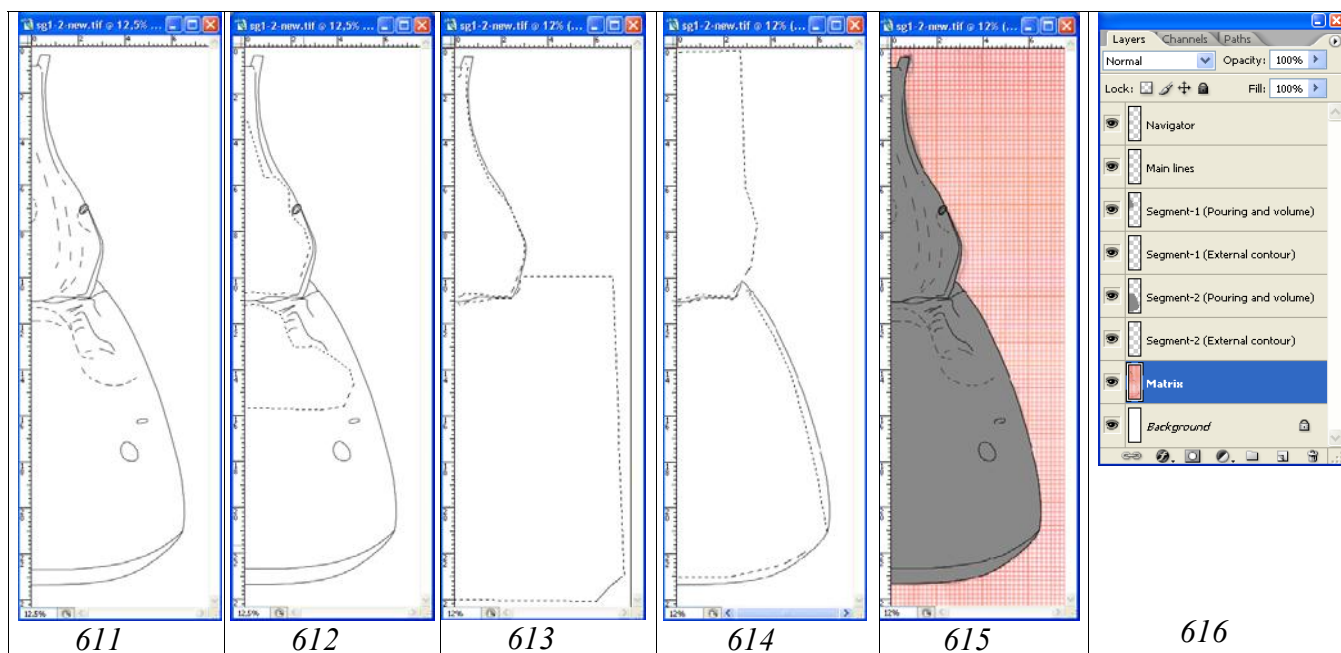 sg1-2-new.tif @ 12,5% ...
sg1-2-new.tif @ 12,5% ...
sg1-2-new.tif @ 12% (...
sg1-2-new.tif @ 12% (...
sg1-2-new.tif @ 12% (...
Layers Channels Paths
Normal Opacity: 100%
Lock: Fill: 100%
Navigator
Main lines
Segment-1 (Pouring and volume)
Segment-1 (External contour)
Segment-2 (Pouring and volume)
Segment-2 (External contour)
Matrix
Background
12.5%
12.5%
12%
12%
12%
611
612
613
614
615
616